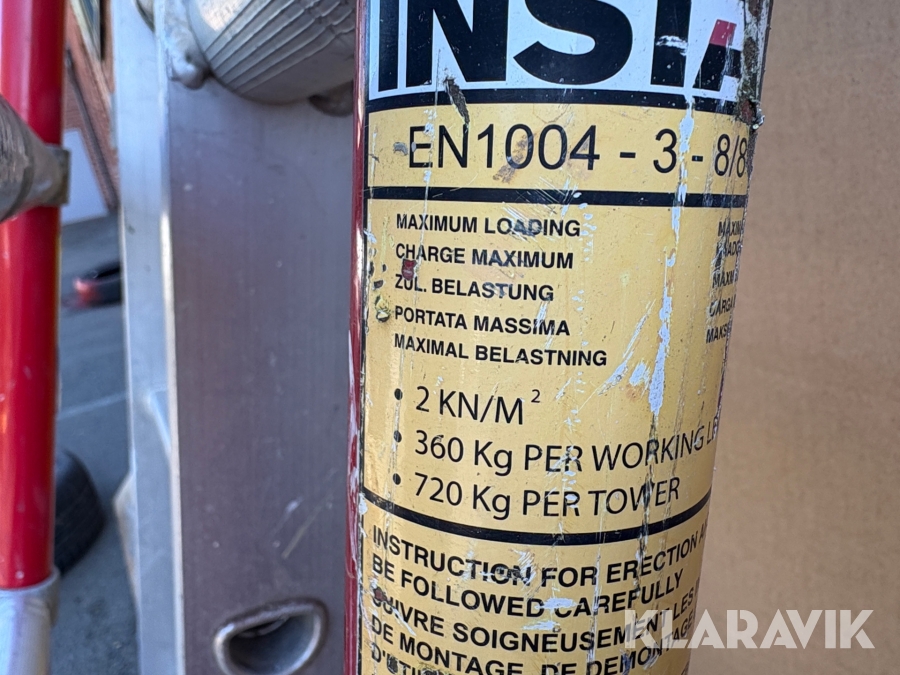 INSTA
EN1004 - 3 - 8/8
MAXIMUM LOADING
CHARGE MAXIMUM
ZUL. BELASTUNG
PORTATA MASSIMA
MAXIMAL BELASTNING
• 2 KN/M²
• 360 Kg PER WORKING LE
• 720 Kg PER TOWER
INSTRUCTION FOR ERECTION A
BE FOLLOWED CAREFULLY
SUIVRE SOIGNEUSEMENT LES
DE MONTAGE, DE DEMONTAGE
KLARAVIK